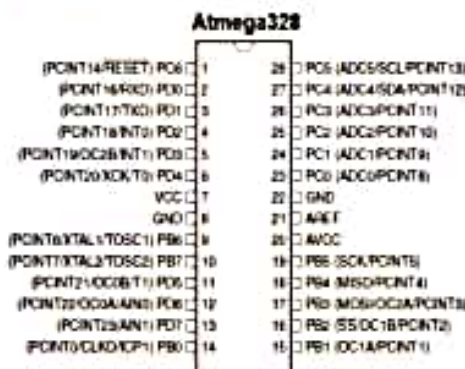 Atmega328
(PCINT14/RESET) PC6 1
(PCINT16/RXD) PD0 2
(PCINT17/TXD) PD1 3
(PCINT18/INT0) PD2 4
(PCINT19/OC2B/INT1) PD3 5
(PCINT20/XCK/T0) PD4 6
VCC 7
GND 8
(PCINT6/XTAL1/TOSC1) PB6 9
(PCINT7/XTAL2/TOSC2) PB7 10
(PCINT21/OC0B/T1) PD5 11
(PCINT22/OC0A/AIN0) PD6 12
(PCINT23/AIN1) PD7 13
(PCINT0/CLKO/ICP1) PB0 14
28 PC5 (ADC5/SCL/PCINT13)
27 PC4 (ADC4/SDA/PCINT12)
26 PC3 (ADC3/PCINT11)
25 PC2 (ADC2/PCINT10)
24 PC1 (ADC1/PCINT9)
23 PC0 (ADC0/PCINT8)
22 GND
21 AREF
20 AVCC
19 PB5 (SCK/PCINT5)
18 PB4 (MISO/PCINT4)
17 PB3 (MOSI/OC2A/PCINT3)
16 PB2 (SS/OC1B/PCINT2)
15 PB1 (OC1A/PCINT1)